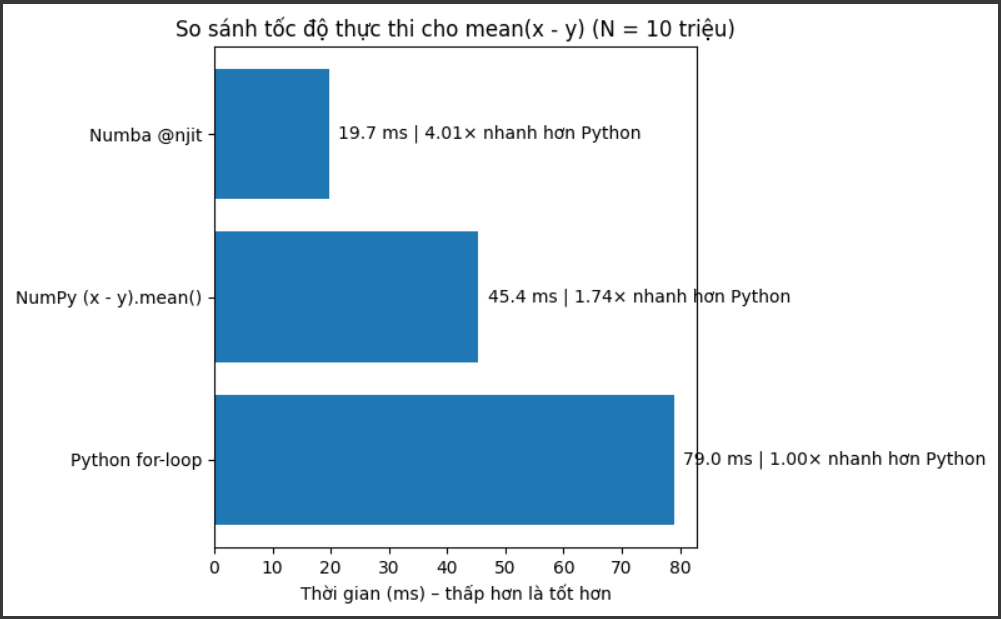 So sánh tốc độ thực thi cho mean(x - y) (N = 10 triệu)
Numba @njit
19.7 ms | 4.01× nhanh hơn Python
NumPy (x - y).mean()
45.4 ms | 1.74× nhanh hơn Python
Python for-loop
79.0 ms | 1.00× nhanh hơn Python
0 10 20 30 40 50 60 70 80
Thời gian (ms) – thấp hơn là tốt hơn